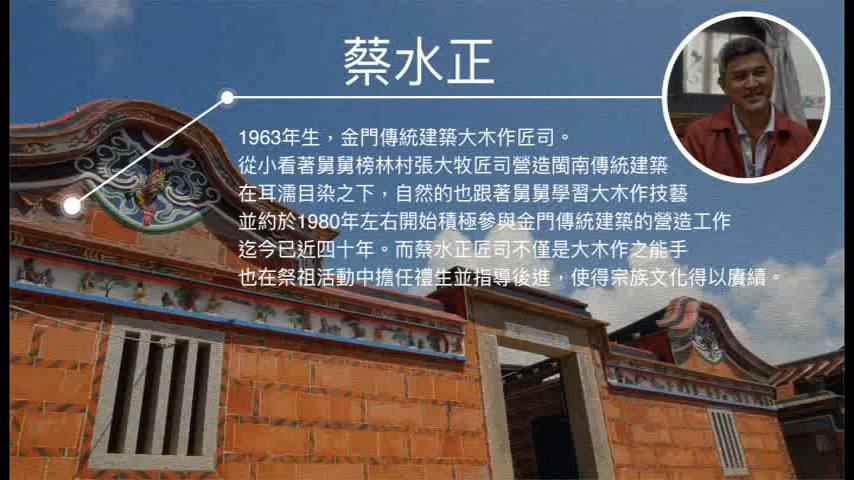 蔡水正
1963年生，金門傳統建築大木作匠司。
從小看著舅舅榜林村張大牧匠司營造閩南傳統建築
在耳濡目染之下，自然的也跟著舅舅學習大木作技藝
並約於1980年左右開始積極參與金門傳統建築的營造工作
迄今已近四十年。而蔡水正匠司不僅是大木作之能手
也在祭祖活動中擔任禮生並指導後進，使得宗族文化得以賡續。